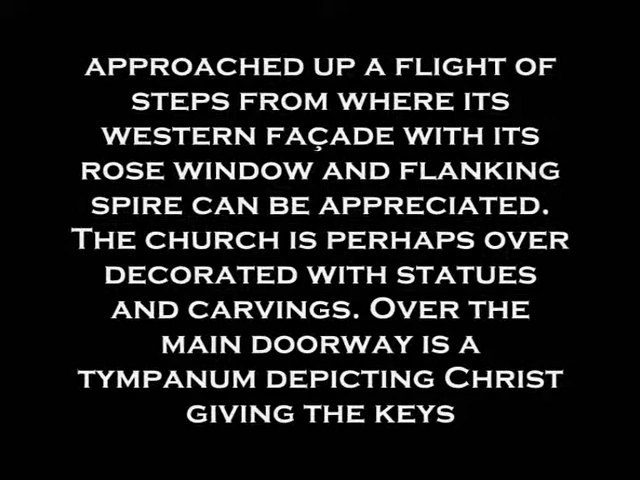 APPROACHED UP A FLIGHT OF
STEPS FROM WHERE ITS
WESTERN FAÇADE WITH ITS
ROSE WINDOW AND FLANKING
SPIRE CAN BE APPRECIATED.
THE CHURCH IS PERHAPS OVER
DECORATED WITH STATUES
AND CARVINGS. OVER THE
MAIN DOORWAY IS A
TYMPANUM DEPICTING CHRIST
GIVING THE KEYS